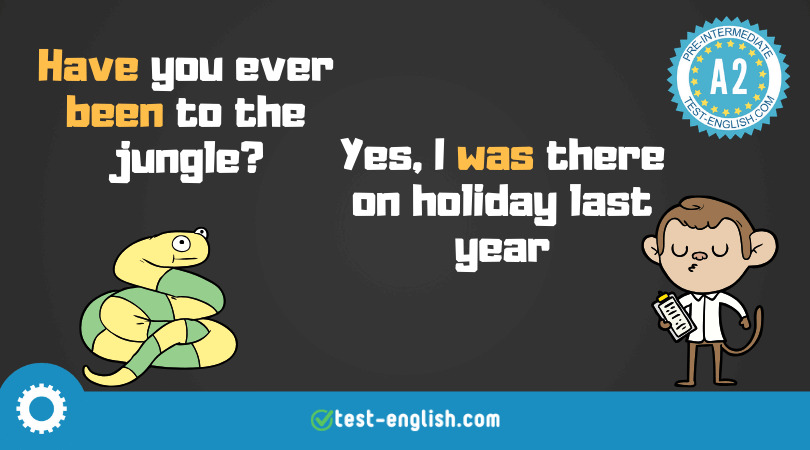 Have you ever
been to the
jungle?
Yes, I was there
on holiday last
year
PRE-INTERMEDIATE
A2
TEST-ENGLISH.COM
test-english.com